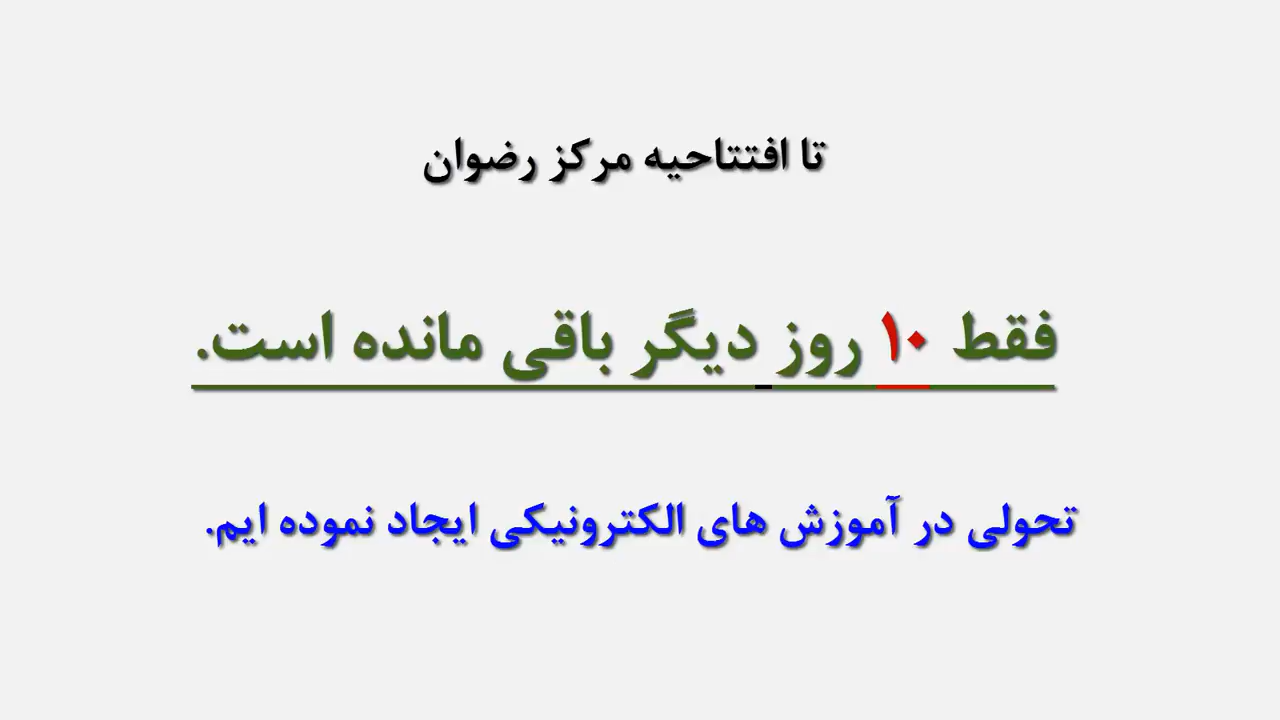 تا افتتاحیه مرکز رضوان
فقط ۱۰ روز دیگر باقی مانده است.
تحولی در آموزش های الکترونیکی ایجاد نموده ایم.